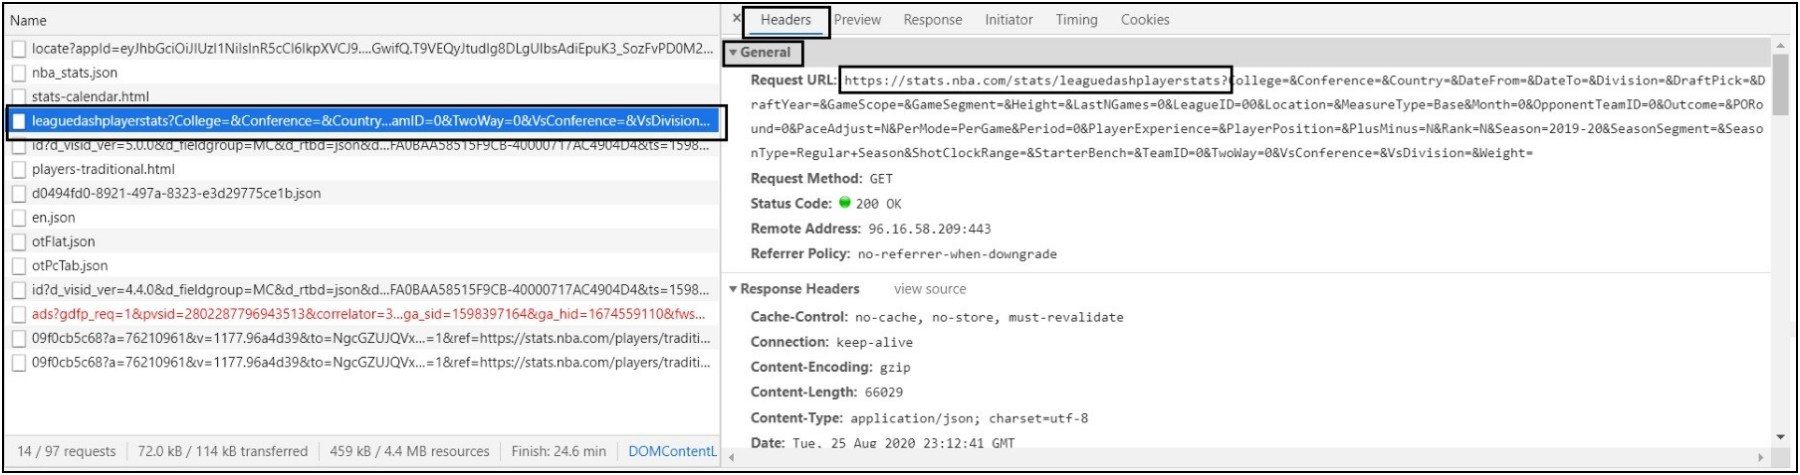 Name
locate?appId=eyJhbGciOiJIUzI1NiIsInR5cCI6IkpXVCJ9....GwifQ.T9VEQyJtudIg8DLgUIbsAdiEpuK3_SozFvPD0M2...
nba_stats.json
stats-calendar.html
leaguedashplayerstats?College=&Conference=&Country...amID=0&TwoWay=0&VsConference=&VsDivision...
id?d_visid_ver=5.0.0&d_fieldgroup=MC&d_rtbd=json&d...FA0BAA58515F9CB-40000717AC4904D4&ts=1598...
players-traditional.html
d0494fd0-8921-497a-8323-e3d29775ce1b.json
en.json
otFlat.json
otPcTab.json
id?d_visid_ver=4.4.0&d_fieldgroup=MC&d_rtbd=json&d...FA0BAA58515F9CB-40000717AC4904D4&ts=1598...
ads?gdfp_req=1&pvsid=2802287796943513&correlator=3...ga_sid=1598397164&ga_hid=1674559110&fws...
09f0cb5c68?a=76210961&v=1177.96a4d39&to=NgcGZUJQVx...=1&ref=https://stats.nba.com/players/traditi...
09f0cb5c68?a=76210961&v=1177.96a4d39&to=NgcGZUJQVx...=1&ref=https://stats.nba.com/players/traditi...
14 / 97 requests 72.0 kB / 114 kB transferred 459 kB / 4.4 MB resources Finish: 24.6 min DOMContentL
× Headers Preview Response Initiator Timing Cookies
General
Request URL: https://stats.nba.com/stats/leaguedashplayerstats?College=&Conference=&Country=&DateFrom=&DateTo=&Division=&DraftPick=&D
raftYear=&GameScope=&GameSegment=&Height=&LastNGames=0&LeagueID=00&Location=&MeasureType=Base&Month=0&OpponentTeamID=0&Outcome=&PORo
und=0&PaceAdjust=N&PerMode=PerGame&Period=0&PlayerExperience=&PlayerPosition=&PlusMinus=N&Rank=N&Season=2019-20&SeasonSegment=&Seaso
nType=Regular+Season&ShotClockRange=&StarterBench=&TeamID=0&TwoWay=0&VsConference=&VsDivision=&Weight=
Request Method: GET
Status Code: 200 OK
Remote Address: 96.16.58.209:443
Referrer Policy: no-referrer-when-downgrade
Response Headers view source
Cache-Control: no-cache, no-store, must-revalidate
Connection: keep-alive
Content-Encoding: gzip
Content-Length: 66029
Content-Type: application/json; charset=utf-8
Date: Tue, 25 Aug 2020 23:12:41 GMT